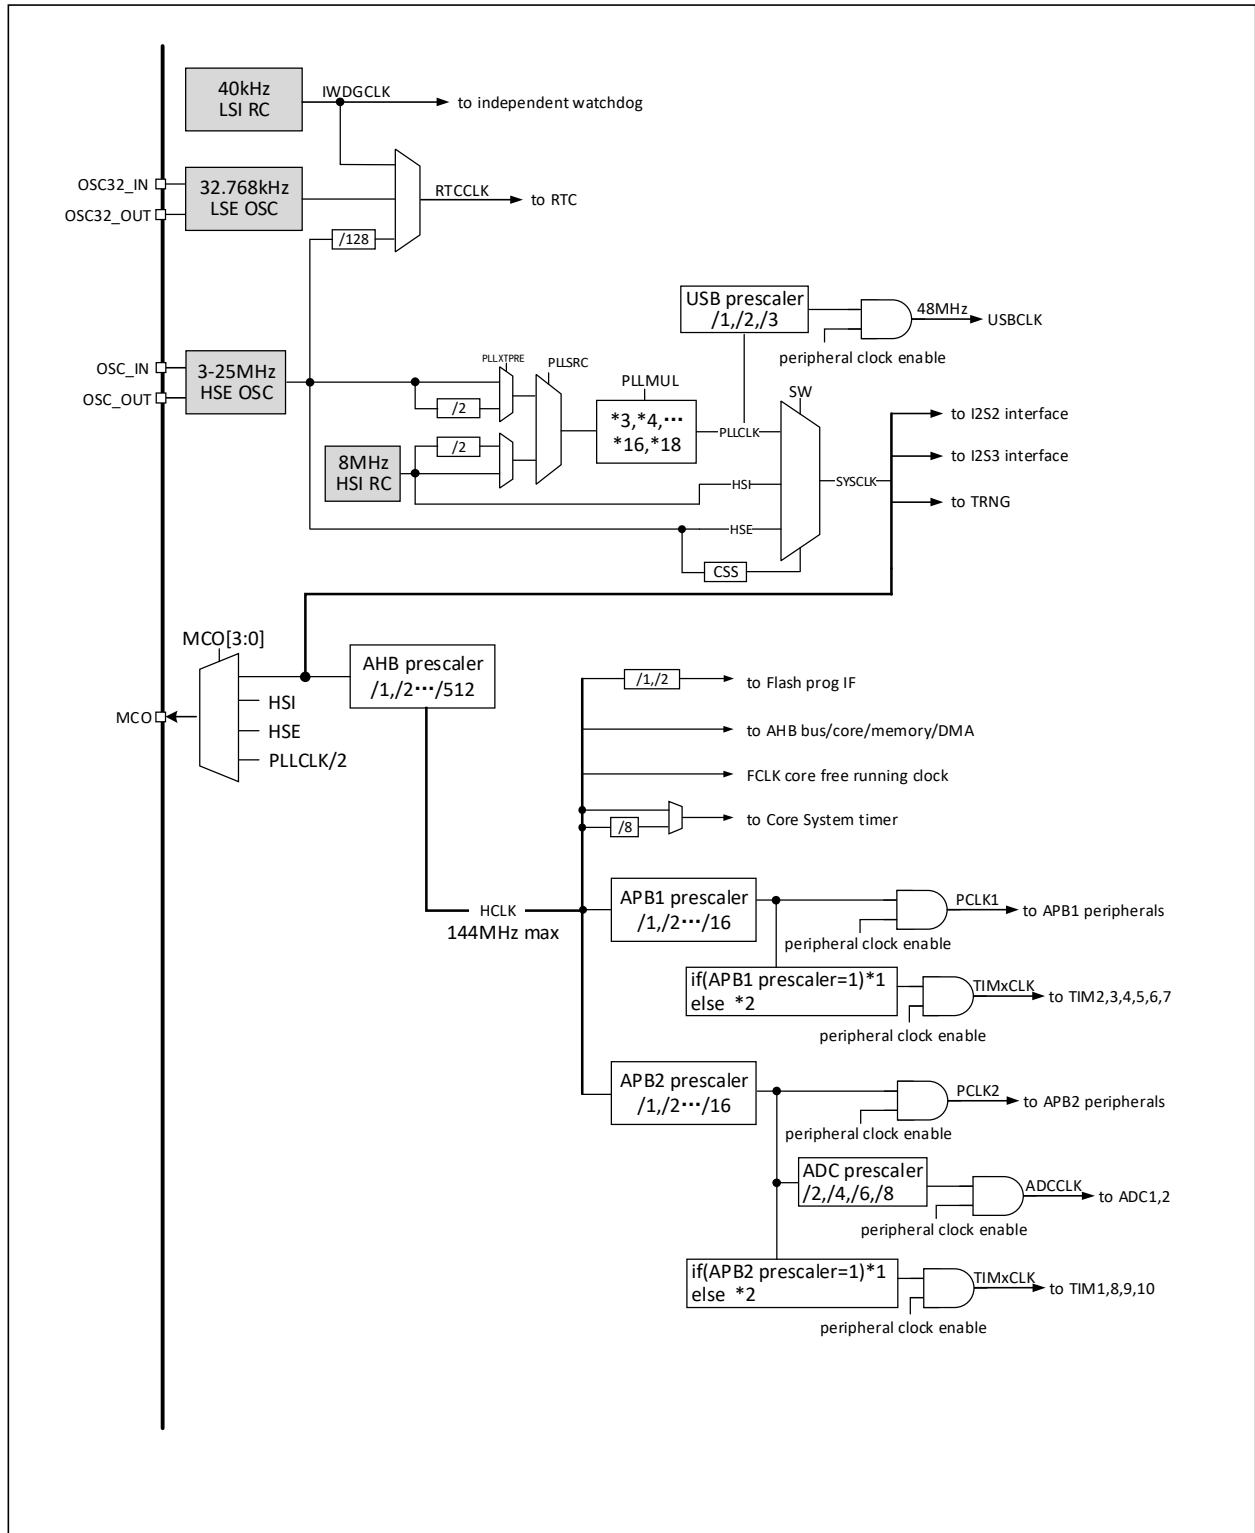 40kHz
LSI RC
IWDGCLK
to independent watchdog
OSC32_IN
OSC32_OUT
32.768kHz
LSE OSC
RTCCLK
to RTC
/128
USB prescaler
/1,/2,/3
48MHz
USBCLK
peripheral clock enable
OSC_IN
OSC_OUT
3-25MHz
HSE OSC
PLLXTPRE
PLLSRC
/2
PLLMUL
*3,*4,···
*16,*18
PLLCLK
SW
/2
8MHz
HSI RC
HSI
HSE
CSS
SYSCLK
to I2S2 interface
to I2S3 interface
to TRNG
MCO[3:0]
MCO
HSI
HSE
PLLCLK/2
AHB prescaler
/1,/2···/512
/1,/2
to Flash prog IF
to AHB bus/core/memory/DMA
FCLK core free running clock
/8
to Core System timer
HCLK
144MHz max
APB1 prescaler
/1,/2···/16
PCLK1
to APB1 peripherals
peripheral clock enable
if(APB1 prescaler=1)*1
else *2
TIMxCLK
to TIM2,3,4,5,6,7
peripheral clock enable
APB2 prescaler
/1,/2···/16
PCLK2
to APB2 peripherals
peripheral clock enable
ADC prescaler
/2,/4,/6,/8
ADCCLK
to ADC1,2
peripheral clock enable
if(APB2 prescaler=1)*1
else *2
TIMxCLK
to TIM1,8,9,10
peripheral clock enable